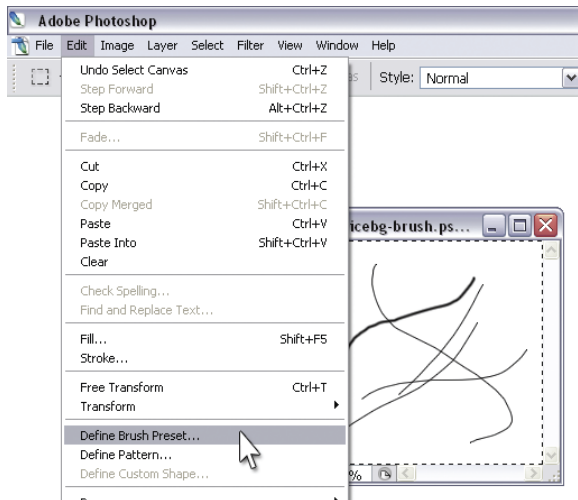 Adobe Photoshop
File Edit Image Layer Select Filter View Window Help
Style: Normal
Undo Select Canvas Ctrl+Z
Step Forward Shift+Ctrl+Z
Step Backward Alt+Ctrl+Z
Fade... Shift+Ctrl+F
Cut Ctrl+X
Copy Ctrl+C
Copy Merged Shift+Ctrl+C
Paste Ctrl+V
Paste Into Shift+Ctrl+V
Clear
icebg-brush.ps...
Check Spelling...
Find and Replace Text...
Fill... Shift+F5
Stroke...
Free Transform Ctrl+T
Transform
Define Brush Preset...
Define Pattern...
Define Custom Shape...
%